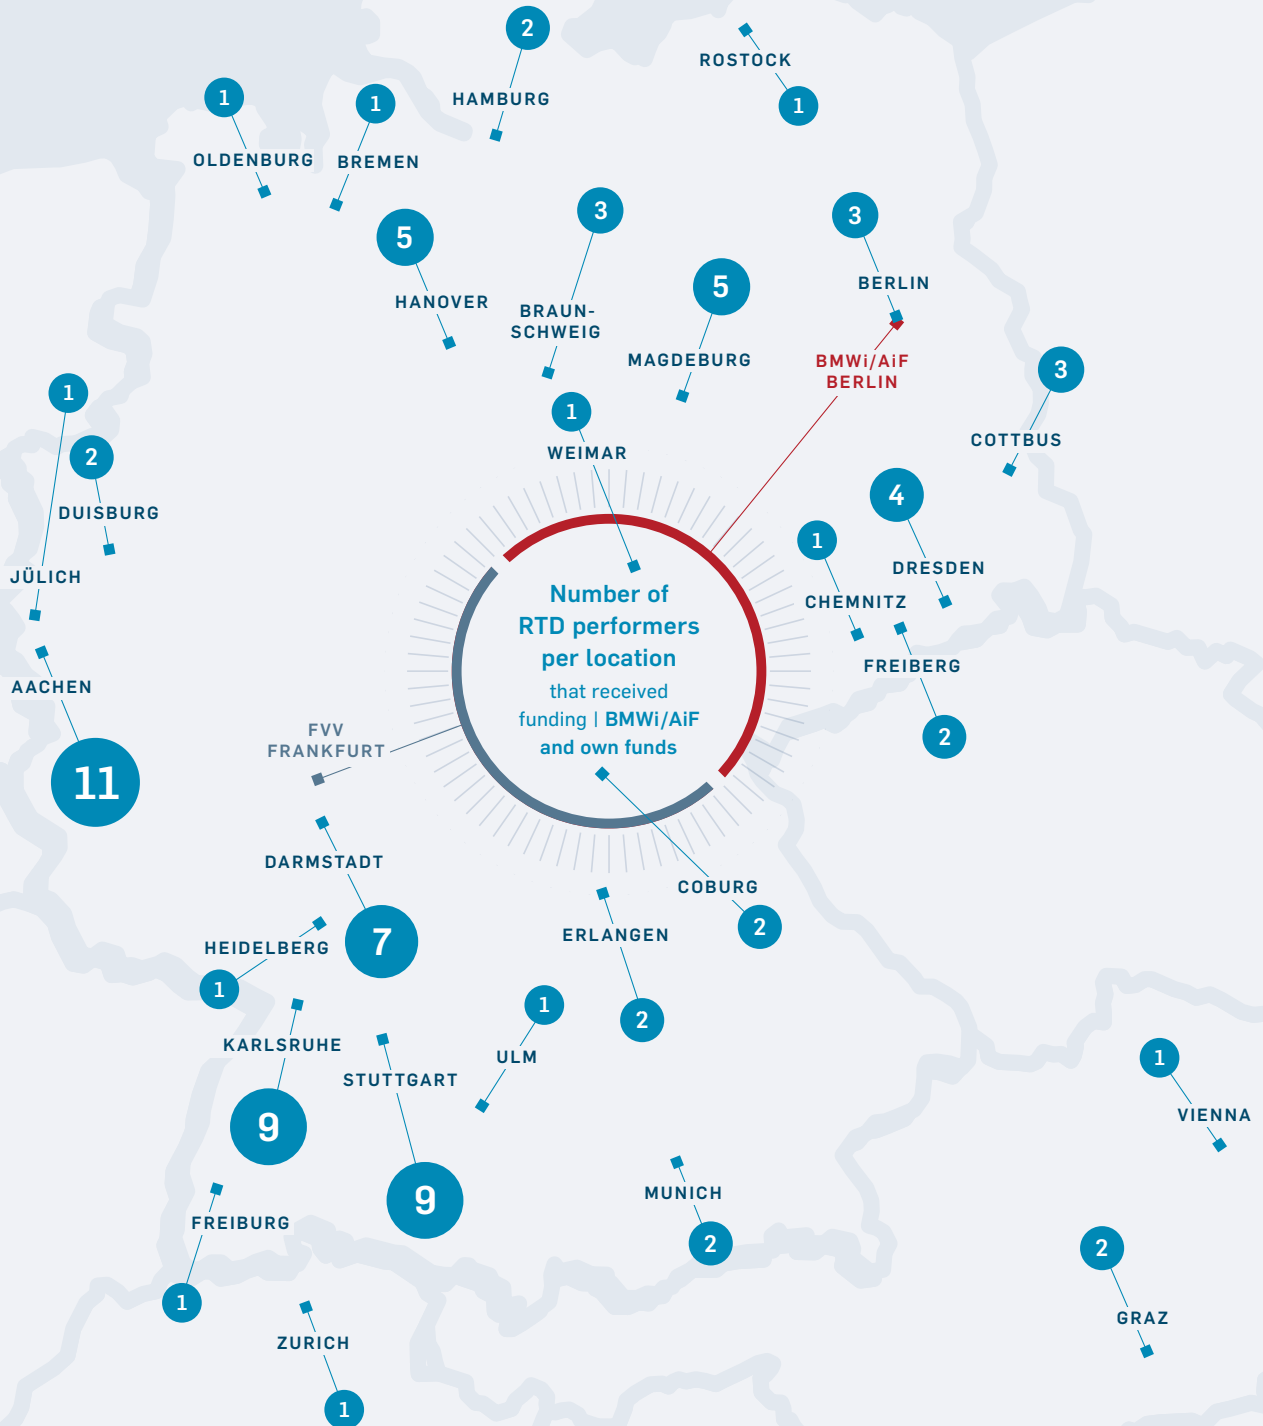 2
HAMBURG
ROSTOCK
1
1
OLDENBURG
1
BREMEN
5
HANOVER
3
BRAUN-
SCHWEIG
5
MAGDEBURG
3
BERLIN
BMWi/AiF
BERLIN
3
COTTBUS
1
JÜLICH
2
DUISBURG
1
WEIMAR
4
DRESDEN
1
CHEMNITZ
FREIBERG
2
AACHEN
11
Number of
RTD performers
per location
that received
funding | BMWi/AiF
and own funds
FVV
FRANKFURT
DARMSTADT
7
HEIDELBERG
1
COBURG
2
ERLANGEN
2
KARLSRUHE
9
STUTTGART
9
1
ULM
1
VIENNA
MUNICH
2
FREIBURG
1
2
GRAZ
ZURICH
1